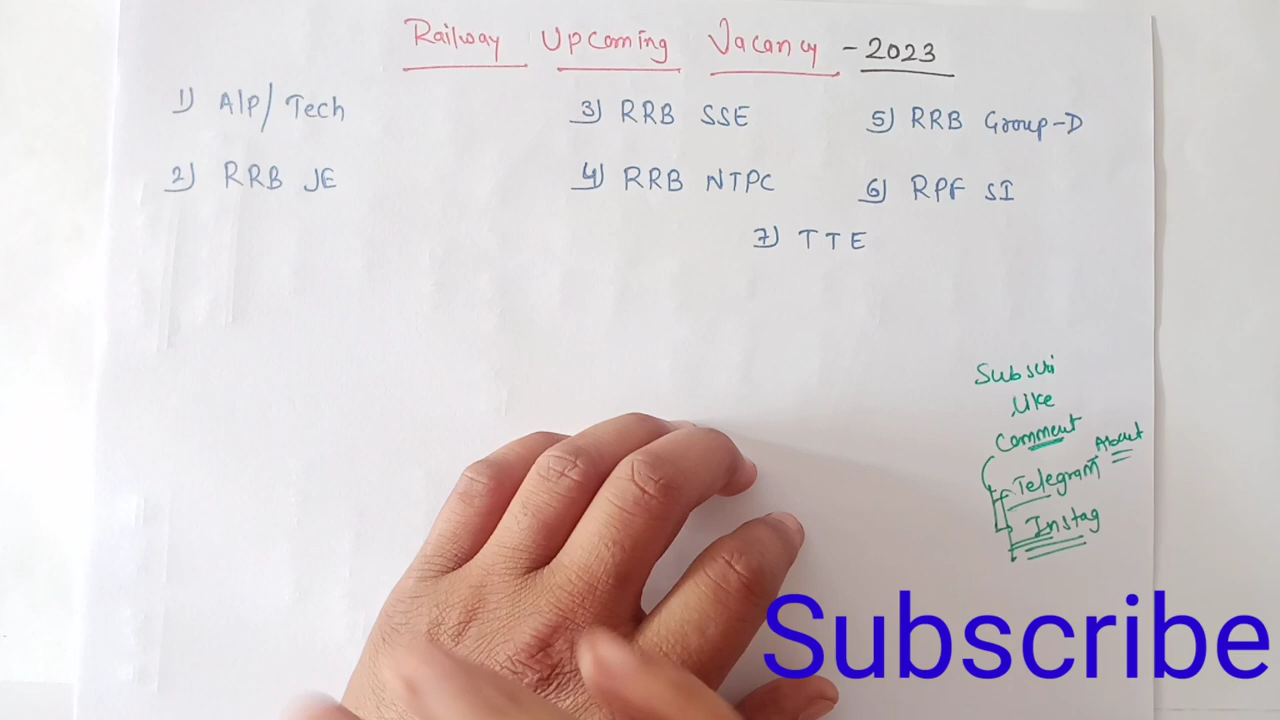 Railway Upcoming Vacancy - 2023
1) Alp/Tech
2) RRB JE
3) RRB SSE
4) RRB NTPC
5) RRB Group-D
6) RPF SI
7) TTE
Subscri
Like
Comment
About
Telegram
Instag
Subscribe